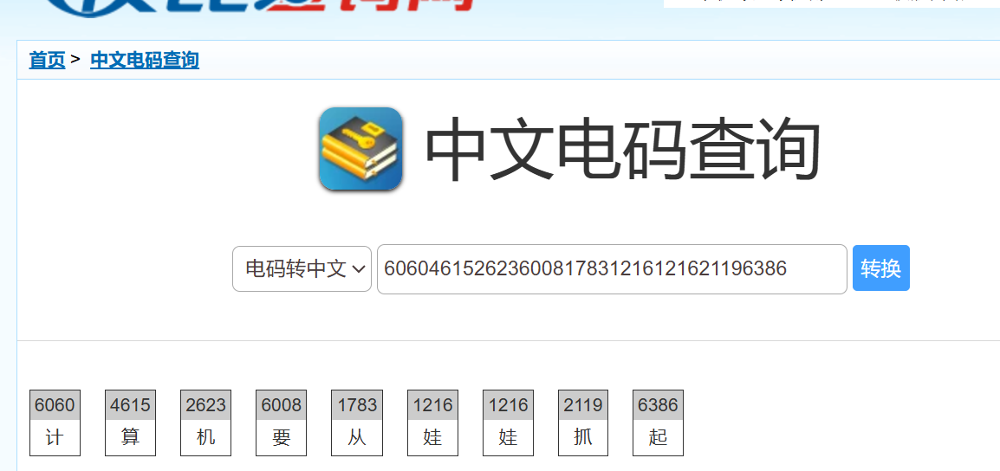 首页 > 中文电码查询
中文电码查询
电码转中文 606046152623600817831216121621196386 转换
6060 4615 2623 6008 1783 1216 1216 2119 6386
计 算 机 要 从 娃 娃 抓 起